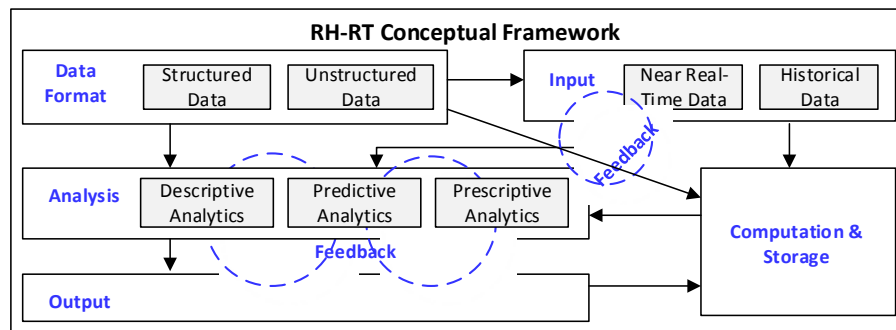 RH-RT Conceptual Framework
Data
Format
Structured
Data
Unstructured
Data
Input
Near Real-
Time Data
Historical
Data
Feedback
Analysis
Descriptive
Analytics
Predictive
Analytics
Prescriptive
Analytics
Feedback
Computation &
Storage
Output